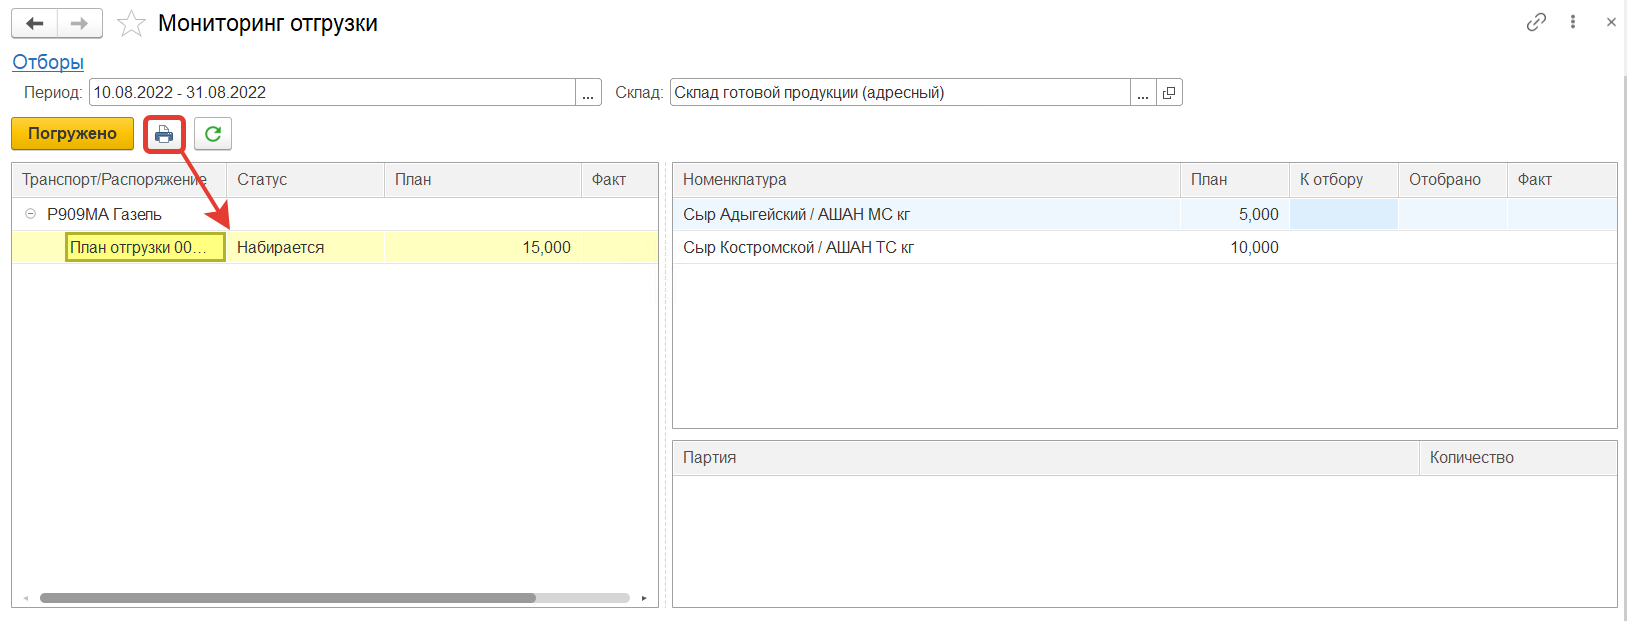 Мониторинг отгрузки
Отборы
Период: 10.08.2022 - 31.08.2022 ... Склад: Склад готовой продукции (адресный) ...
Погружено
Транспорт/Распоряжение Статус План Факт
Р909МА Газель
План отгрузки 00... Набирается 15,000
Номенклатура План К отбору Отобрано Факт
Сыр Адыгейский / АШАН МС кг 5,000
Сыр Костромской / АШАН ТС кг 10,000
Партия Количество